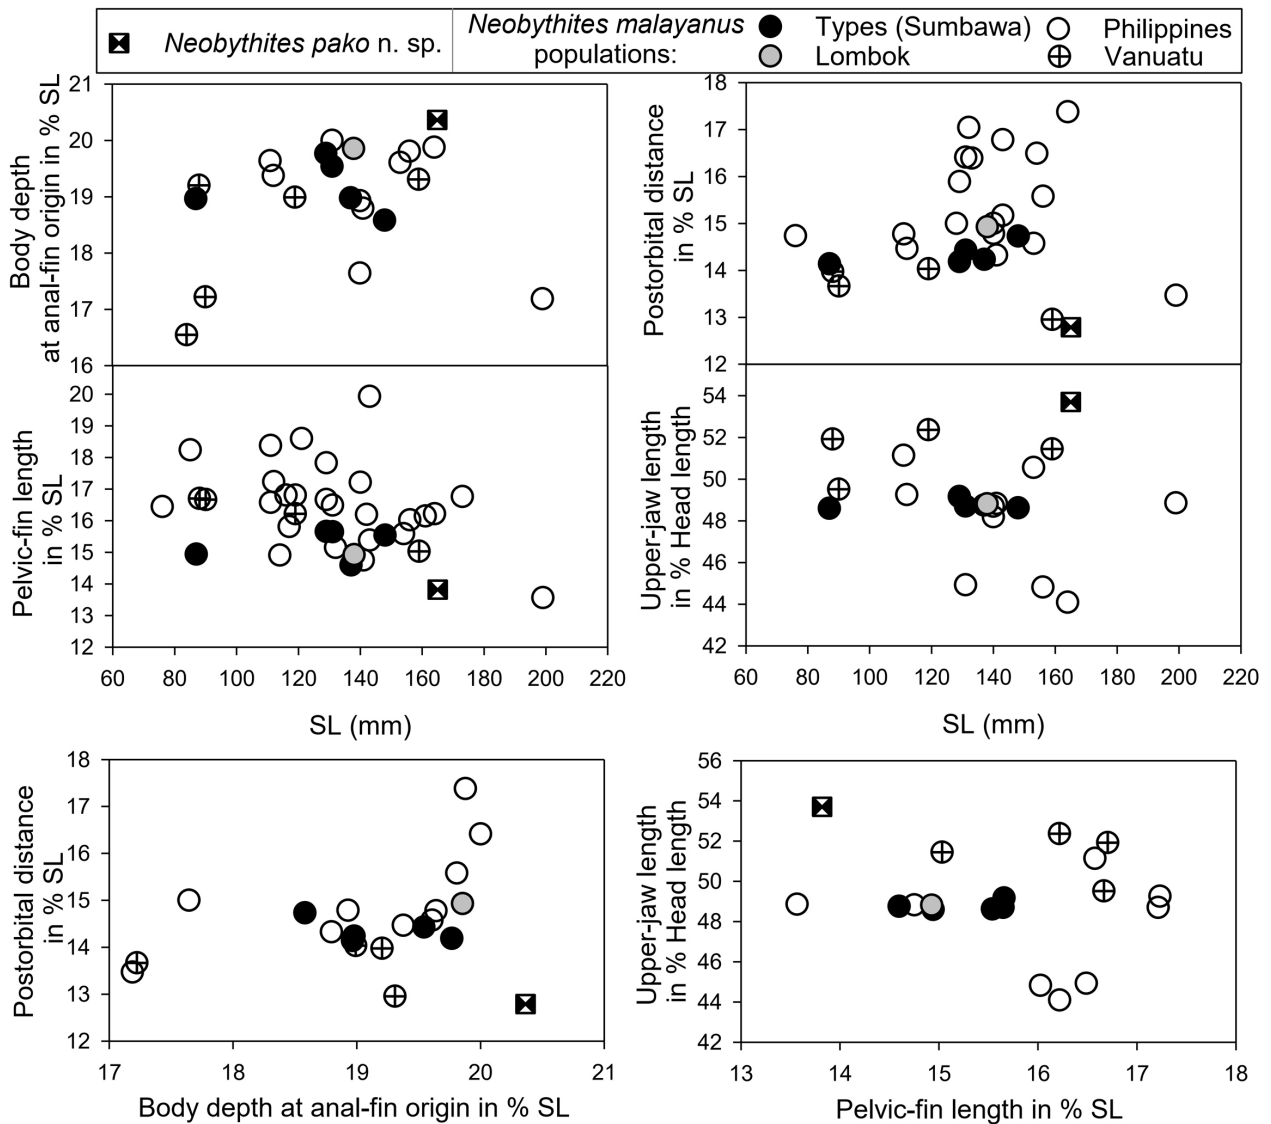 Neobythites pako n. sp.
Neobythites malayanus
populations:
Types (Sumbawa)
Philippines
Lombok
Vanuatu
Body depth
at anal-fin origin in % SL
21
20
19
18
17
16
Postorbital distance
in % SL
18
17
16
15
14
13
12
Pelvic-fin length
in % SL
20
19
18
17
16
15
14
13
12
60 80 100 120 140 160 180 200 220
SL (mm)
Upper-jaw length
in % Head length
54
52
50
48
46
44
42
60 80 100 120 140 160 180 200 220
SL (mm)
Postorbital distance
in % SL
18
17
16
15
14
13
12
17 18 19 20 21
Body depth at anal-fin origin in % SL
Upper-jaw length
in % Head length
56
54
52
50
48
46
44
42
13 14 15 16 17 18
Pelvic-fin length in % SL